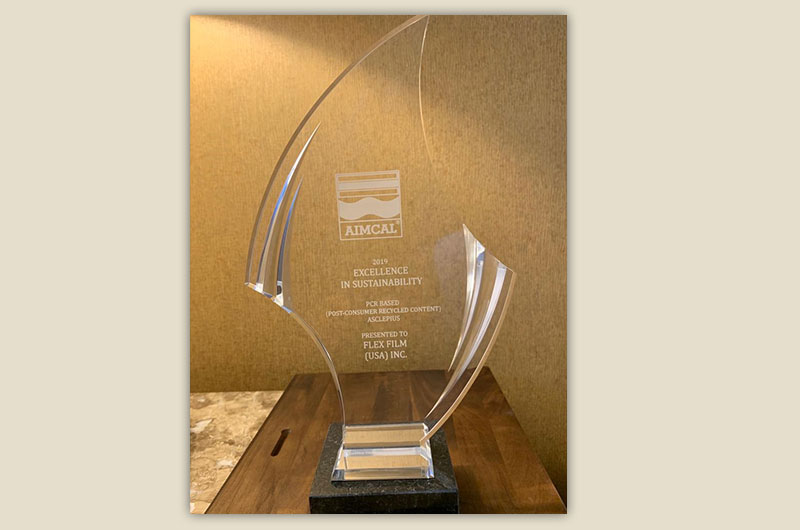 AIMCAL®
2019
EXCELLENCE
IN SUSTAINABILITY
PCR BASED
(POST-CONSUMER RECYCLED CONTENT)
ASCLEPIUS
PRESENTED TO
FLEX FILM
(USA) INC.